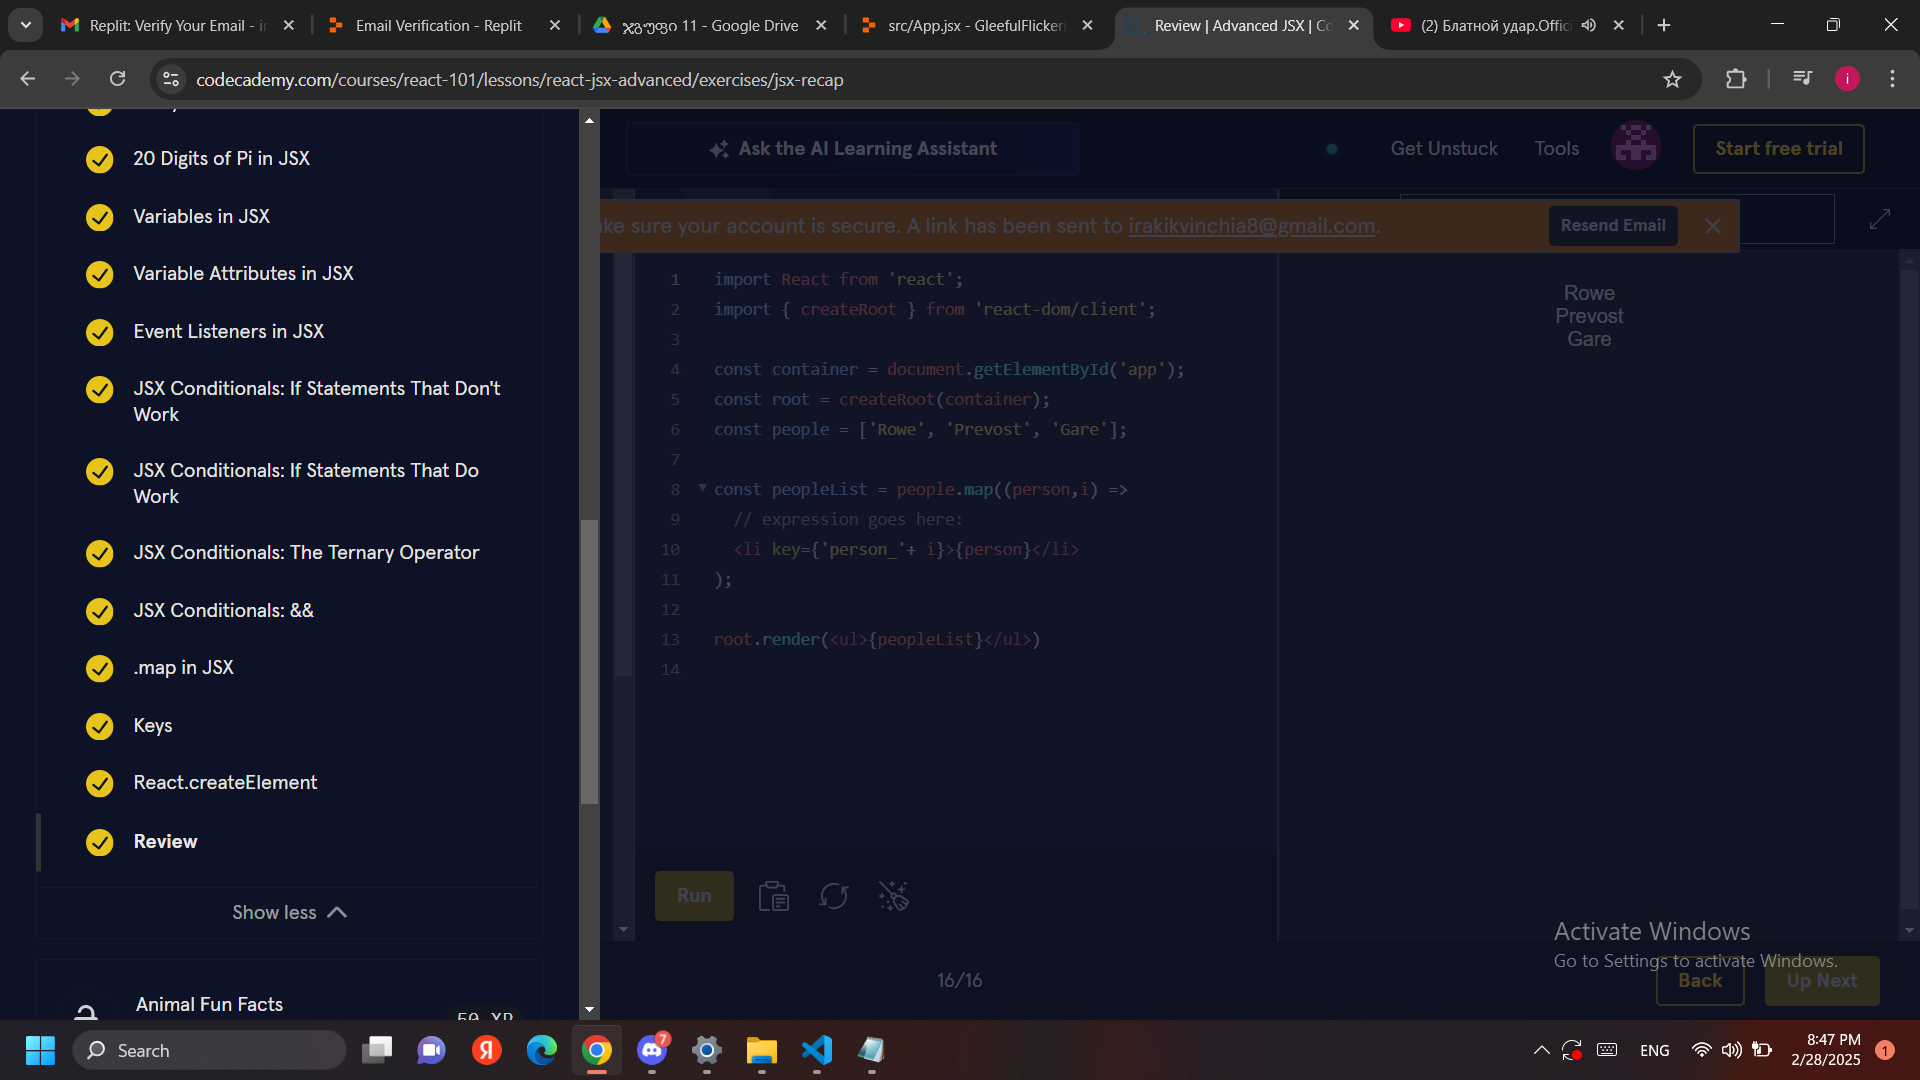 Replit: Verify Your Email - i
Email Verification - Replit
ჯგუფი 11 - Google Drive
src/App.jsx - GleefulFlickeri
Review | Advanced JSX | Co
(2) Блатной удар.Offici
codecademy.com/courses/react-101/lessons/react-jsx-advanced/exercises/jsx-recap
i
20 Digits of Pi in JSX
Variables in JSX
Variable Attributes in JSX
Event Listeners in JSX
JSX Conditionals: If Statements That Don't
Work
JSX Conditionals: If Statements That Do
Work
JSX Conditionals: The Ternary Operator
JSX Conditionals: &&
.map in JSX
Keys
React.createElement
Review
Show less
Animal Fun Facts
50 XP
Ask the AI Learning Assistant
Get Unstuck
Tools
Start free trial
ke sure your account is secure. A link has been sent to irakikvinchia8@gmail.com.
Resend Email
1 import React from 'react';
2 import { createRoot } from 'react-dom/client';
3
4 const container = document.getElementById('app');
5 const root = createRoot(container);
6 const people = ['Rowe', 'Prevost', 'Gare'];
7
8 const peopleList = people.map((person,i) =>
9 // expression goes here:
10 <li key={'person_'+ i}>{person}</li>
11 );
12
13 root.render(<ul>{peopleList}</ul>)
14
Rowe
Prevost
Gare
Run
16/16
Back
Up Next
Activate Windows
Go to Settings to activate Windows.
Search
Я
7
ENG
8:47 PM
2/28/2025
1